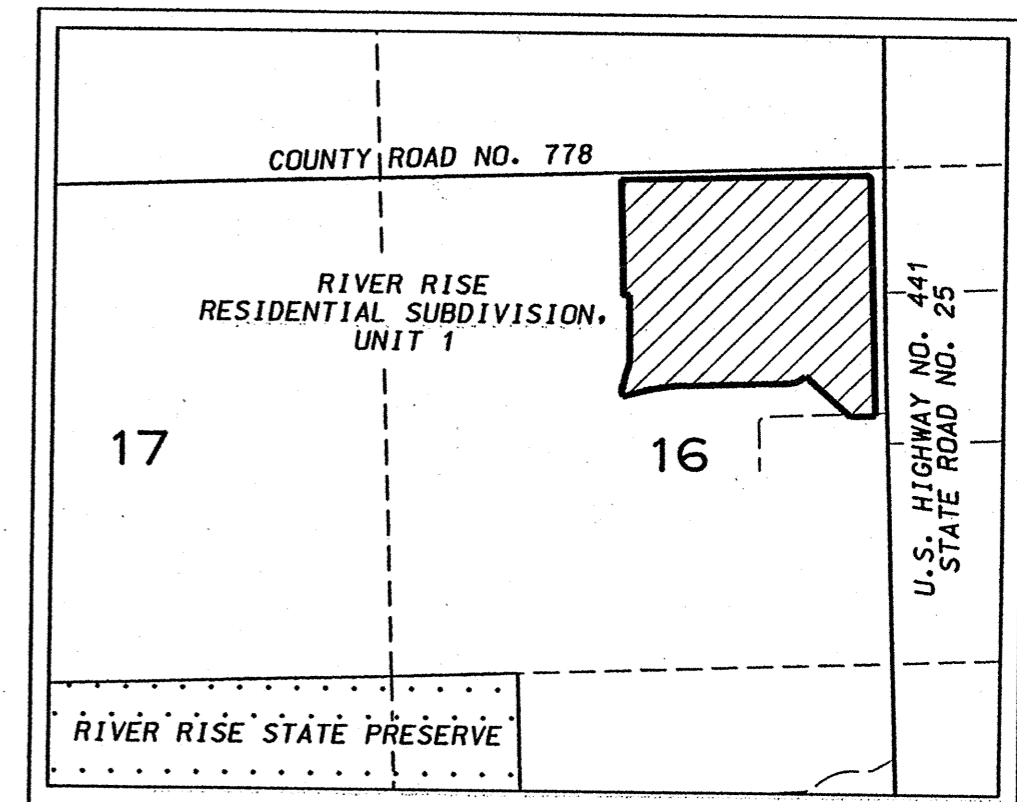 COUNTY ROAD NO. 778
RIVER RISE
RESIDENTIAL SUBDIVISION,
UNIT 1
17
16
U.S. HIGHWAY NO. 441
STATE ROAD NO. 25
RIVER RISE STATE PRESERVE